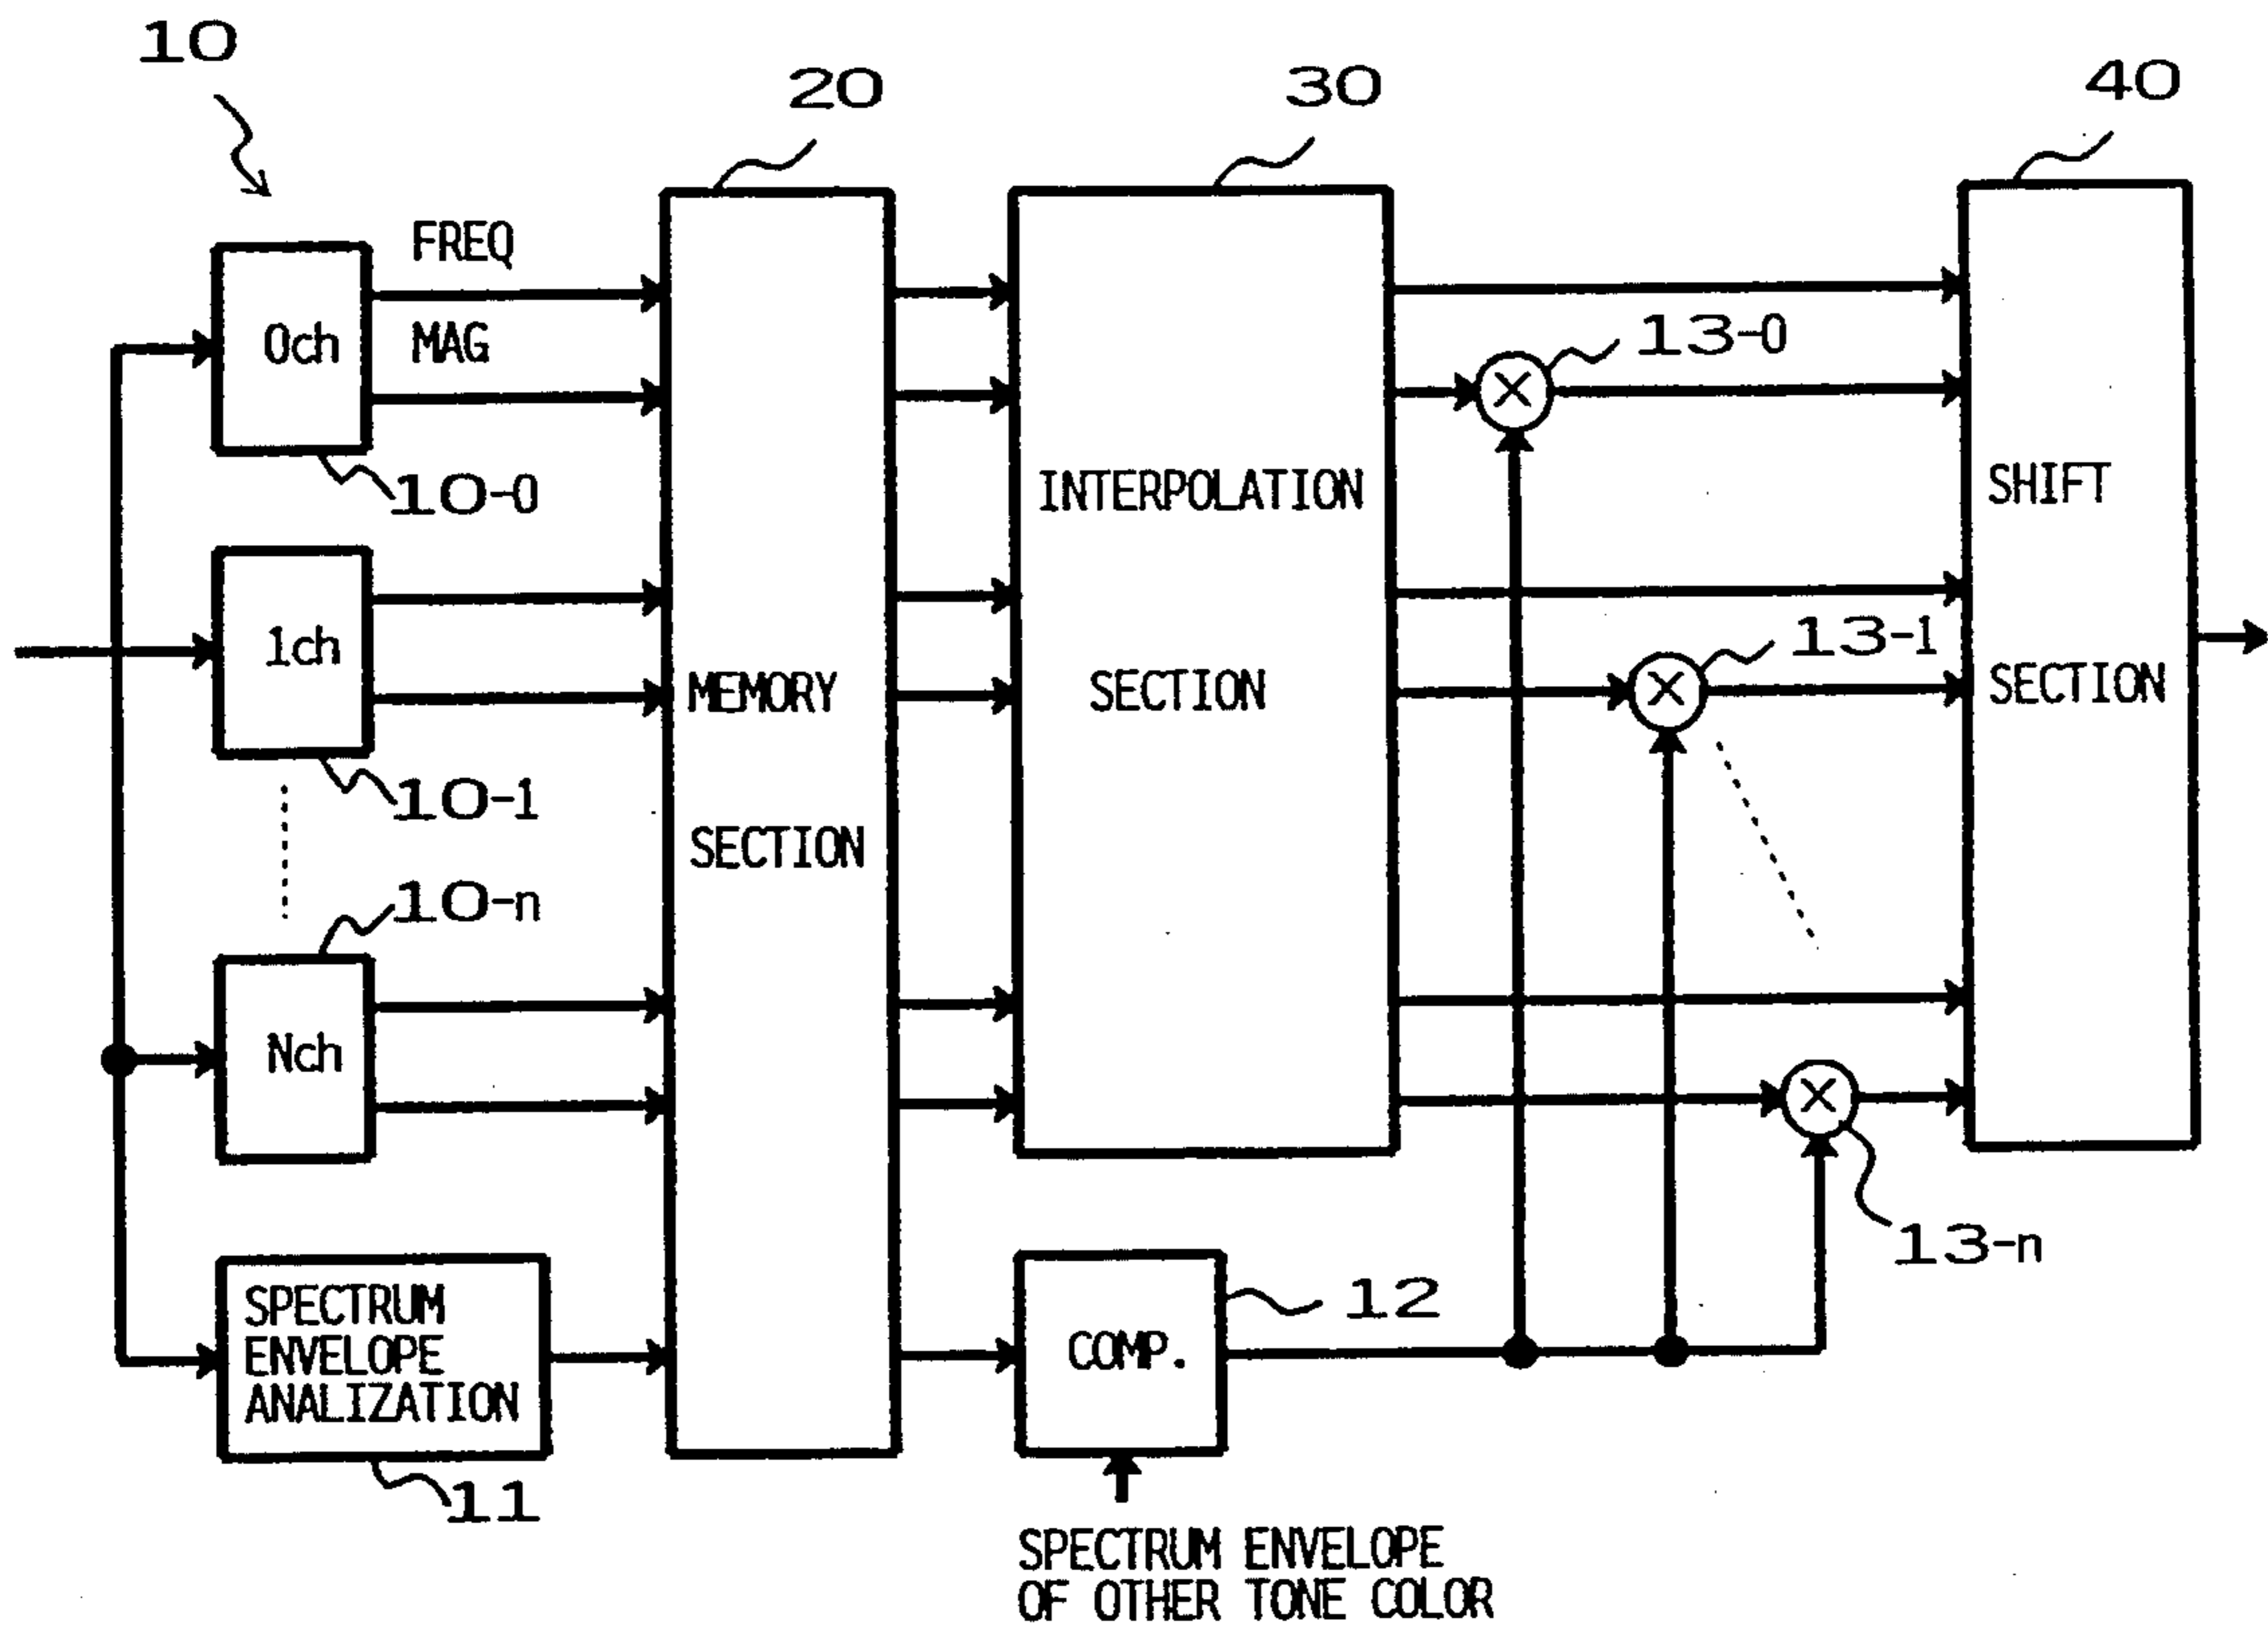 10
20
30
40
FREQ
MAG
0ch
10-0
13-0
INTERPOLATION
SHIFT
1ch
10-1
13-1
MEMORY
SECTION
SECTION
SECTION
10-n
Nch
13-n
SPECTRUM
ENVELOPE
ANALIZATION
11
COMP.
12
SPECTRUM ENVELOPE
OF OTHER TONE COLOR